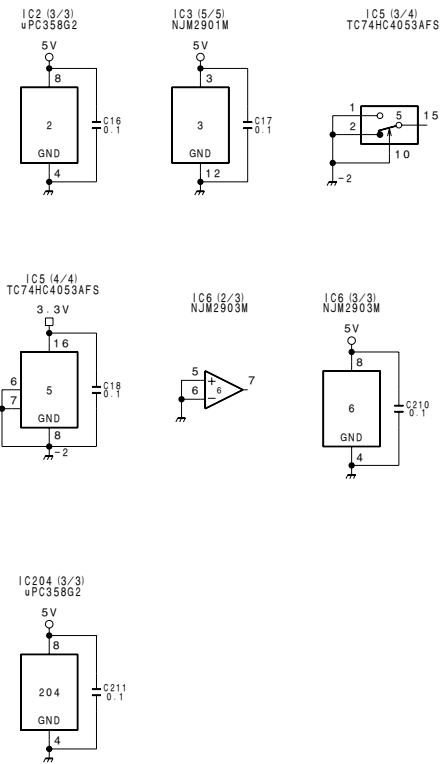 IC2 (3/3)
uPC358G2
5V
8
2
C16
0.1
GND
4
IC3 (5/5)
NJM2901M
5V
3
3
C17
0.1
GND
12
IC5 (3/4)
TC74HC4053AFS
1
5
15
2
10
-2
IC5 (4/4)
TC74HC4053AFS
3.3V
16
6
5
C18
0.1
7
GND
8
-2
IC6 (2/3)
NJM2903M
5
+
7
6
6
−
IC6 (3/3)
NJM2903M
5V
8
6
C210
0.1
GND
4
IC204 (3/3)
uPC358G2
5V
8
204
C211
0.1
GND
4